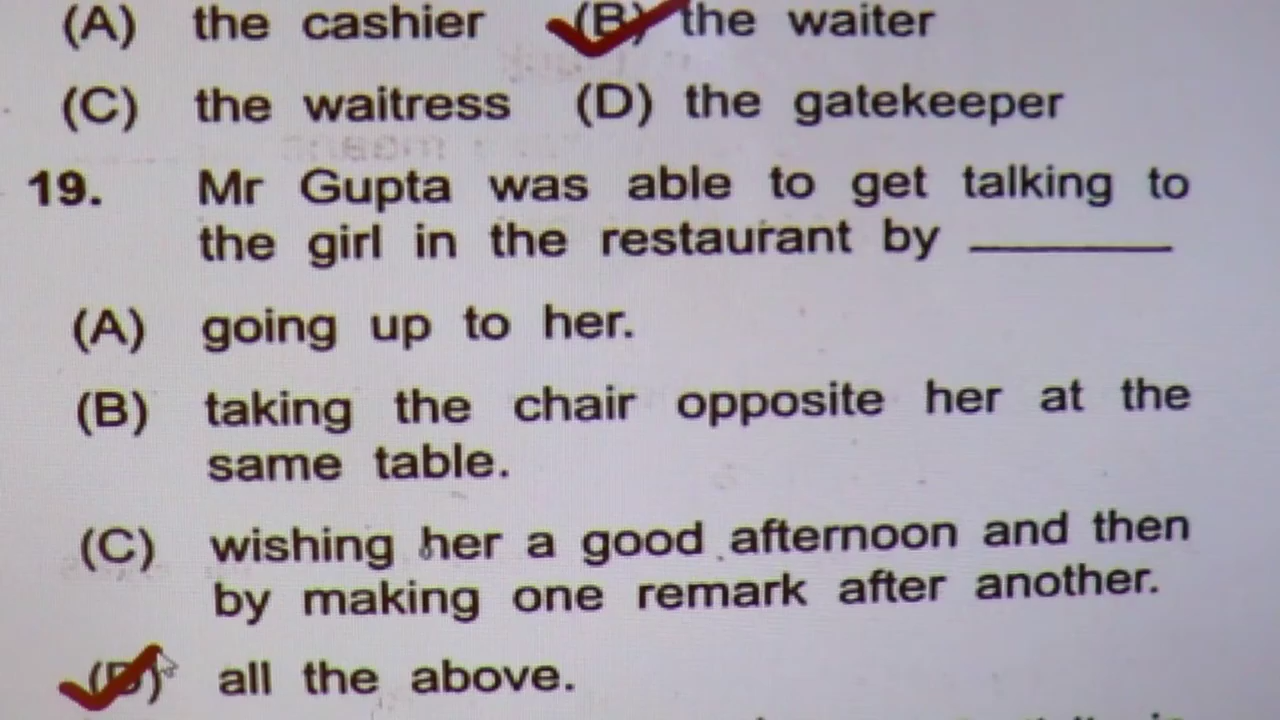 (A) the cashier (B) the waiter
(C) the waitress (D) the gatekeeper
19. Mr Gupta was able to get talking to
the girl in the restaurant by ________
(A) going up to her.
(B) taking the chair opposite her at the
same table.
(C) wishing her a good afternoon and then
by making one remark after another.
(D) all the above.